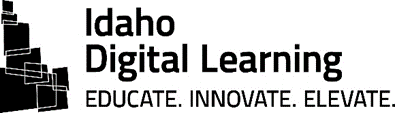 Idaho
Digital Learning
EDUCATE. INNOVATE. ELEVATE.